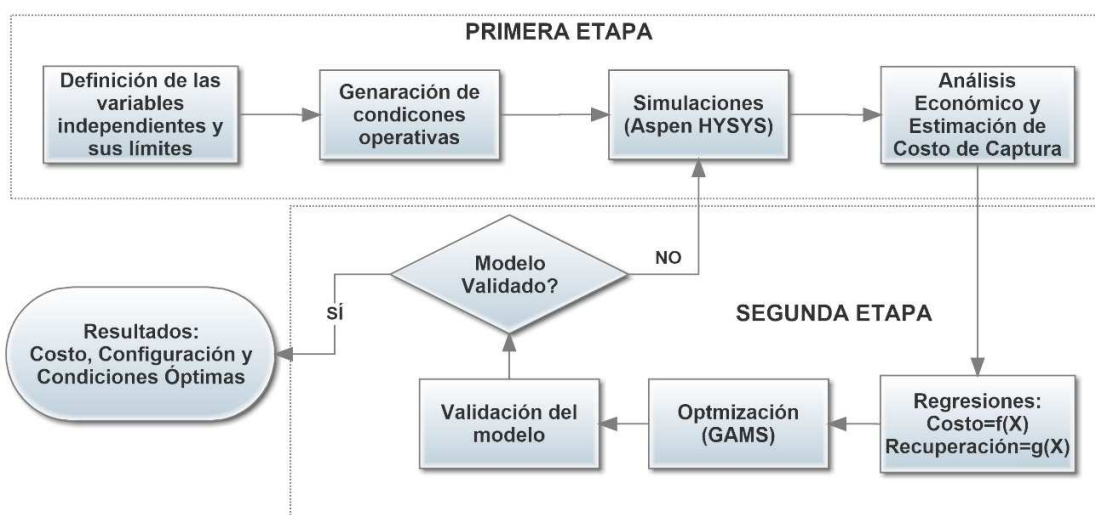 PRIMERA ETAPA
Definición de las
variables
independientes y
sus límites
Genaración de
condicones
operativas
Simulaciones
(Aspen HYSYS)
Análisis
Económico y
Estimación de
Costo de Captura
Modelo
Validado?
NO
SÍ
SEGUNDA ETAPA
Resultados:
Costo, Configuración y
Condiciones Óptimas
Validación del
modelo
Optmización
(GAMS)
Regresiones:
Costo=f(X)
Recuperación=g(X)